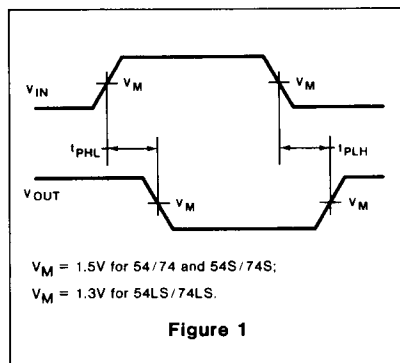 VIN
VM
VM
tPHL
tPLH
VOUT
VM
VM
VM = 1.5V for 54/74 and 54S/74S;
VM = 1.3V for 54LS/74LS.
Figure 1